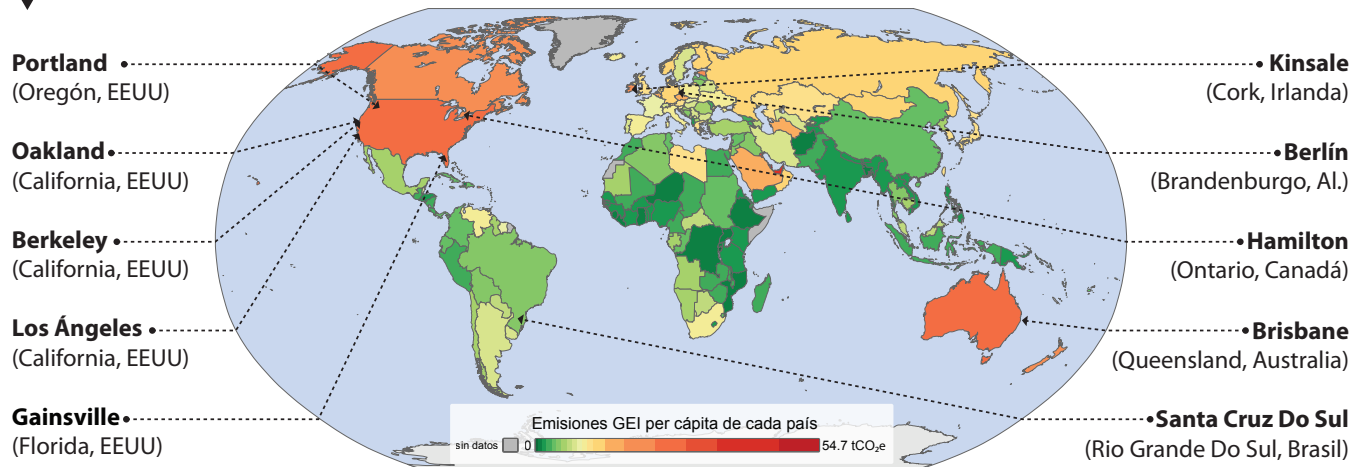 Portland
(Oregón, EEUU)
Oakland
(California, EEUU)
Berkeley
(California, EEUU)
Los Ángeles
(California, EEUU)
Gainsville
(Florida, EEUU)
Kinsale
(Cork, Irlanda)
Berlín
(Brandenburgo, Al.)
Hamilton
(Ontario, Canadá)
Brisbane
(Queensland, Australia)
Santa Cruz Do Sul
(Rio Grande Do Sul, Brasil)
Emisiones GEI per cápita de cada país
sin datos 0 54.7 tCO₂e